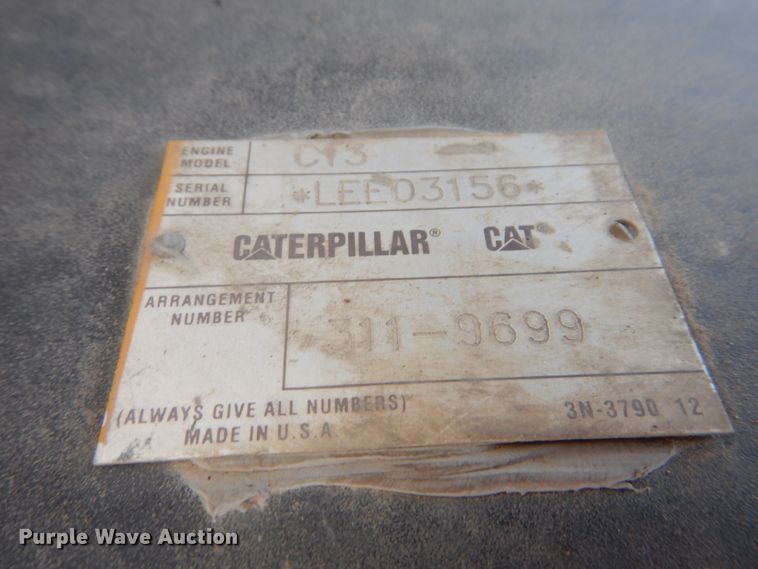 ENGINE MODEL C13
SERIAL NUMBER *LEE03156*
CATERPILLAR® CAT®
ARRANGEMENT NUMBER 311-9699
(ALWAYS GIVE ALL NUMBERS) 3N-3790 12
MADE IN U.S.A.
Purple Wave Auction